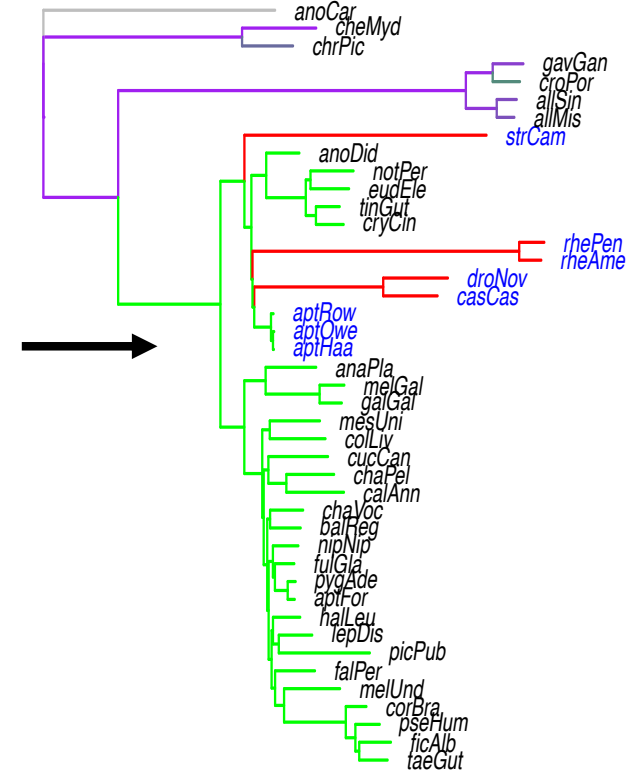 anoCar
cheMyd
chrPic
gavGan
croPor
allSin
allMis
strCam
anoDid
notPer
eudEle
tinGut
cryCin
rhePen
rheAme
droNov
casCas
aptRow
aptOwe
aptHaa
anaPla
melGal
galGal
mesUni
colLiv
cucCan
chaPel
calAnn
chaVoc
balReg
nipNip
fulGla
pygAde
aptFor
halLeu
lepDis
picPub
falPer
melUnd
corBra
pseHum
ficAlb
taeGut